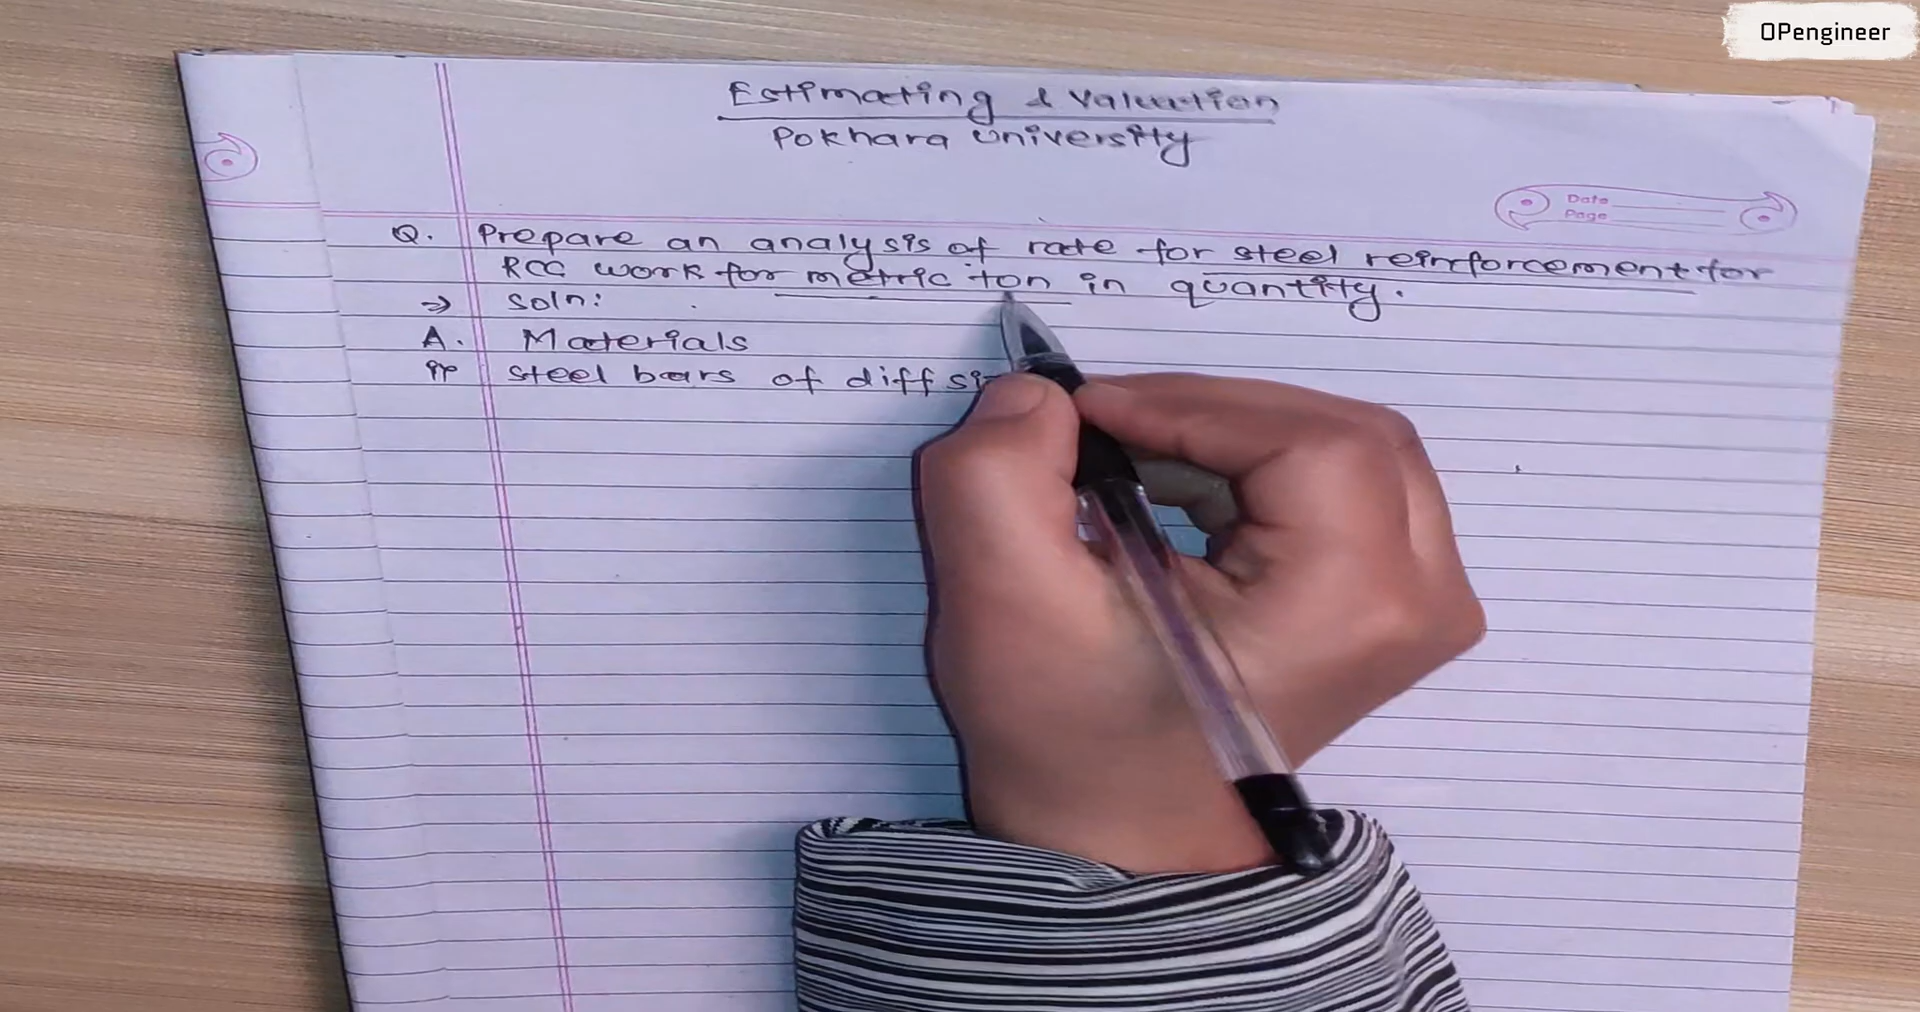 OPengineer
Estimating & Valuation
Pokhara University
Date
Page
Q. Prepare an analysis of rate for steel reinforcement for
RCC work for metric ton in quantity.
⇒ Soln:
A. Materials
steel bars of diff